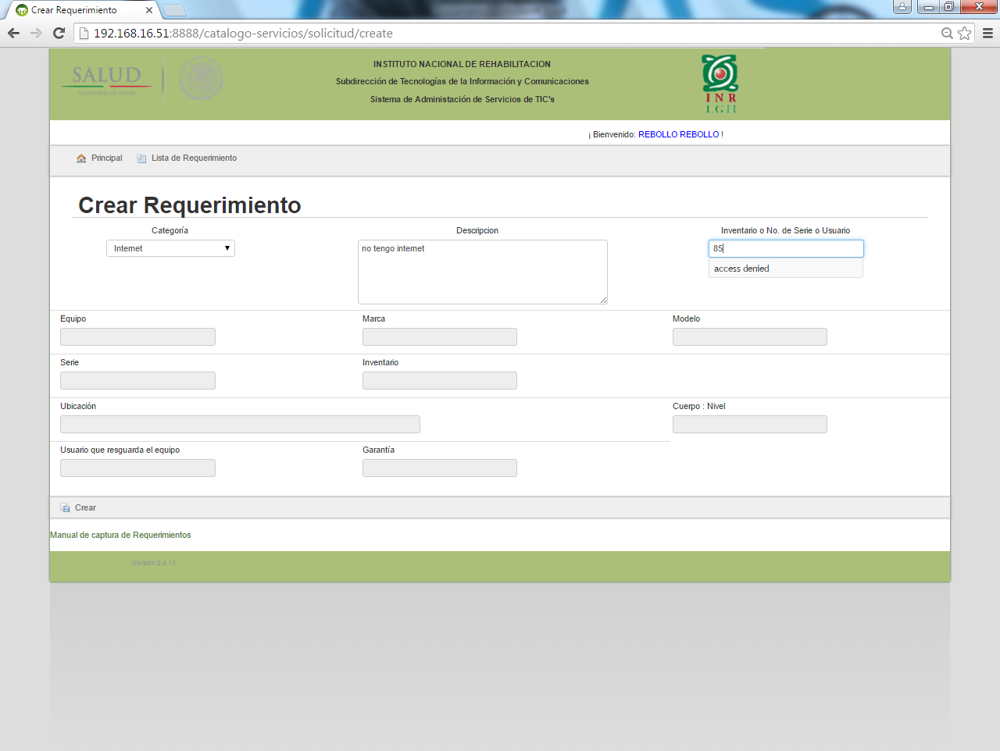 Crear Requerimiento
192.168.16.51:8888/catalogo-servicios/solicitud/create
SALUD
SECRETARÍA DE SALUD
INSTITUTO NACIONAL DE REHABILITACION
Subdirección de Tecnologías de la Información y Comunicaciones
Sistema de Administación de Servicios de TIC's
INR
LGII
¡ Bienvenido: REBOLLO REBOLLO !
Principal Lista de Requerimiento
Crear Requerimiento
Categoría Descripcion Inventario o No. de Serie o Usuario
Internet no tengo internet 85
access denied
Equipo Marca Modelo
Serie Inventario
Ubicación Cuerpo : Nivel
Usuario que resguarda el equipo Garantía
Crear
Manual de captura de Requerimientos
Versión 0.4.13